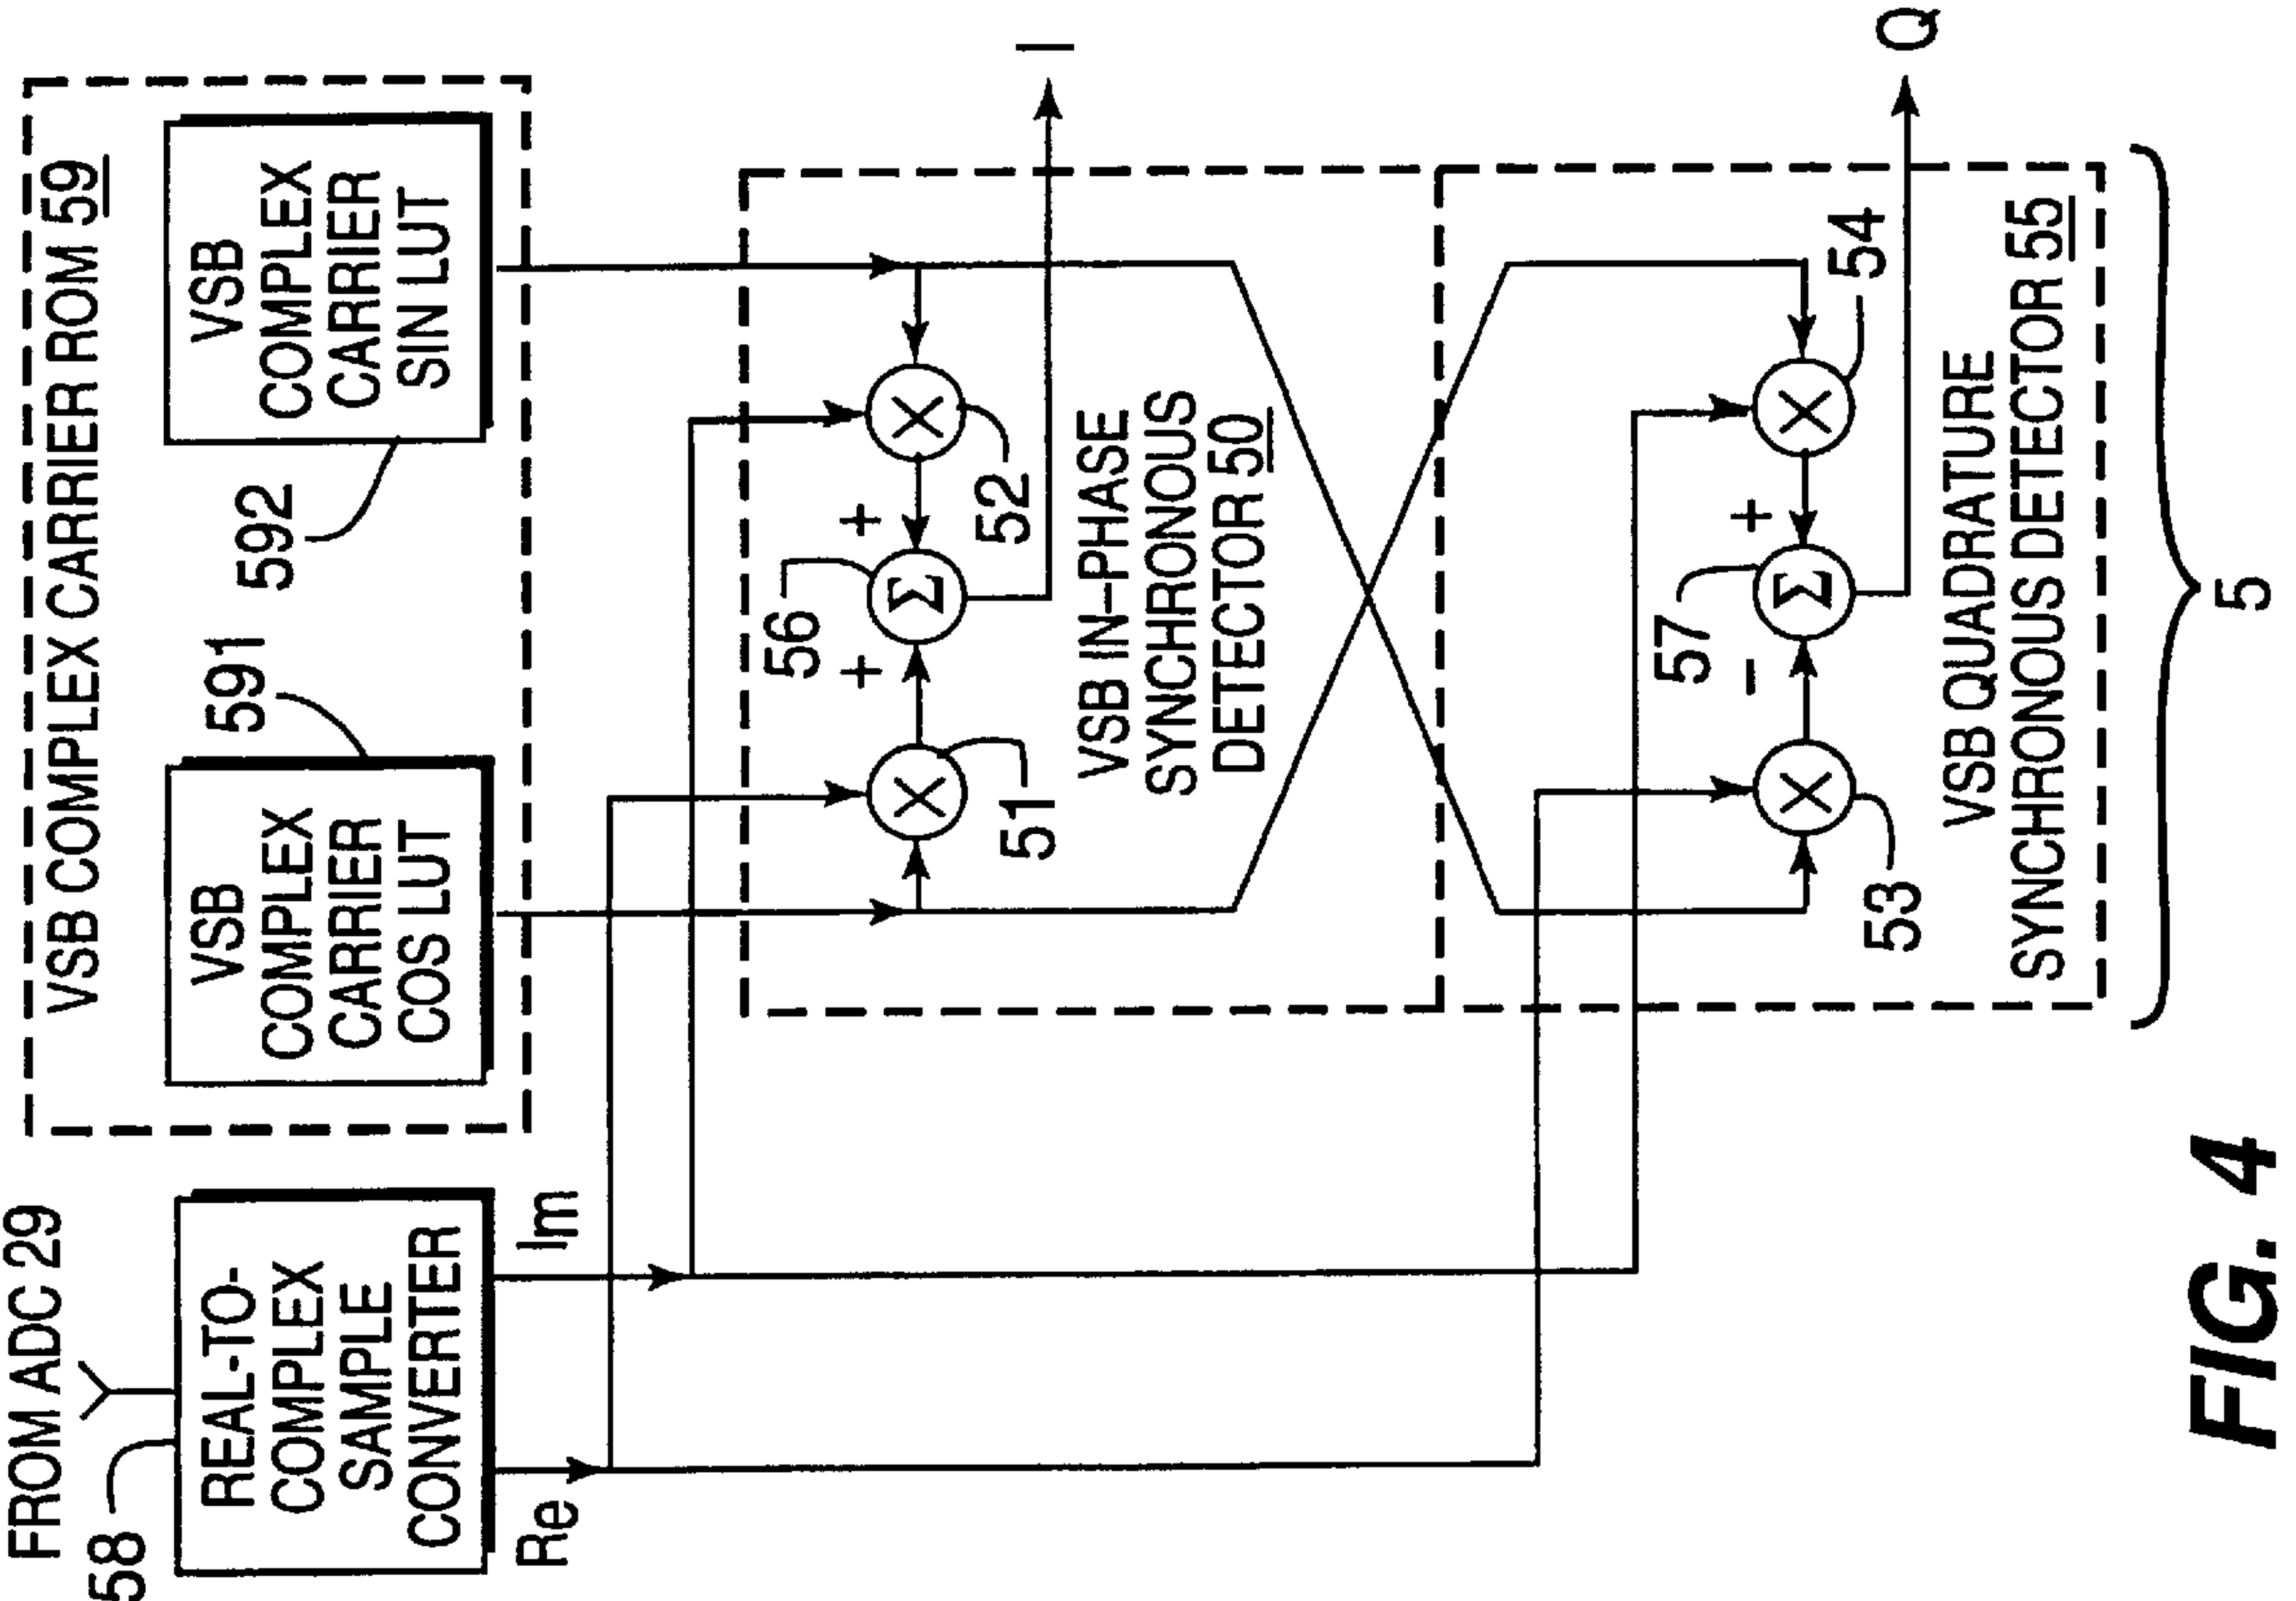 FROM ADC 29
58
REAL-TO-
COMPLEX
SAMPLE
CONVERTER
Re
Im
VSB COMPLEX CARRIER ROM 59
591
VSB
COMPLEX
CARRIER
COS LUT
592
VSB
COMPLEX
CARRIER
SIN LUT
56
+
+
51
52
VSB IN-PHASE
SYNCHRONOUS
DETECTOR 50
X
Σ
X
I
57
-
+
53
54
X
Σ
X
VSB QUADRATURE
SYNCHRONOUS DETECTOR 55
Q
5
FIG. 4